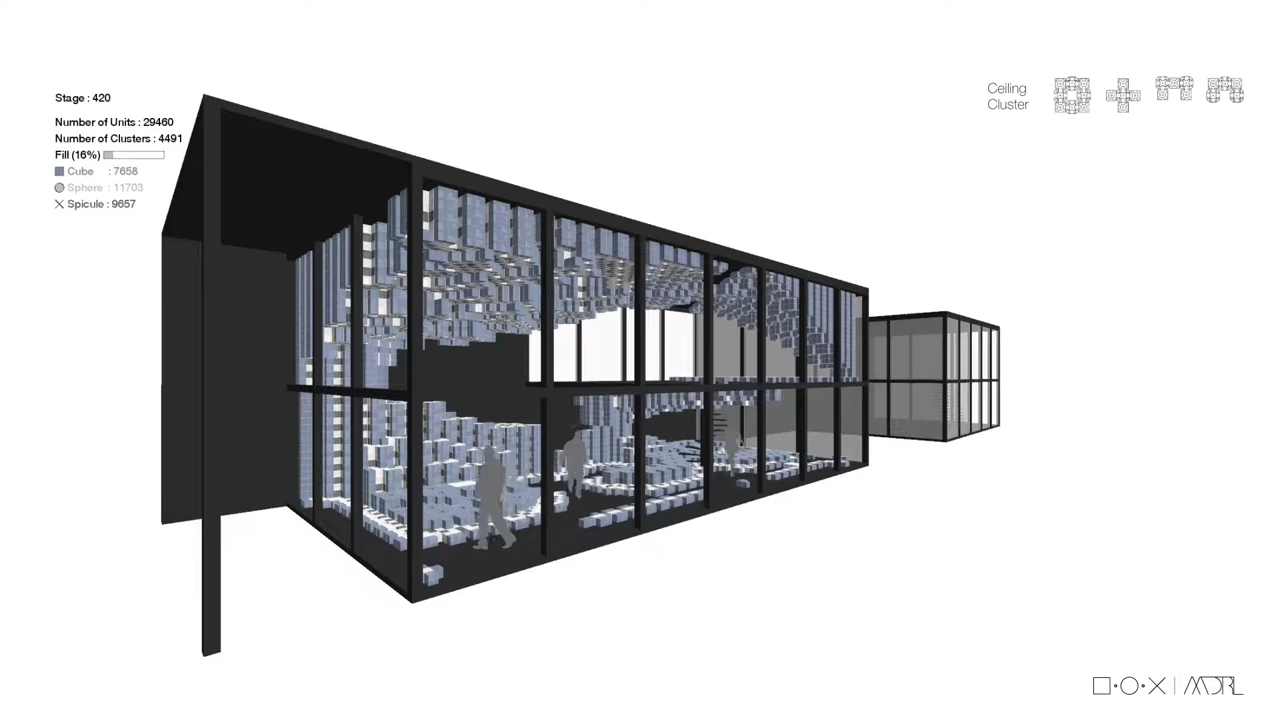 Stage : 420
Number of Units : 29460
Number of Clusters : 4491
Fill (16%)
Cube : 7658
Sphere : 11703
Spicule : 9657
Ceiling
Cluster